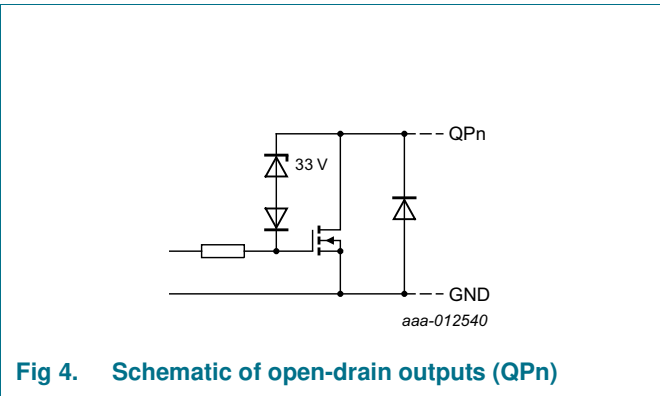 QPn
33 V
GND
aaa-012540
Fig 4. Schematic of open-drain outputs (QPn)